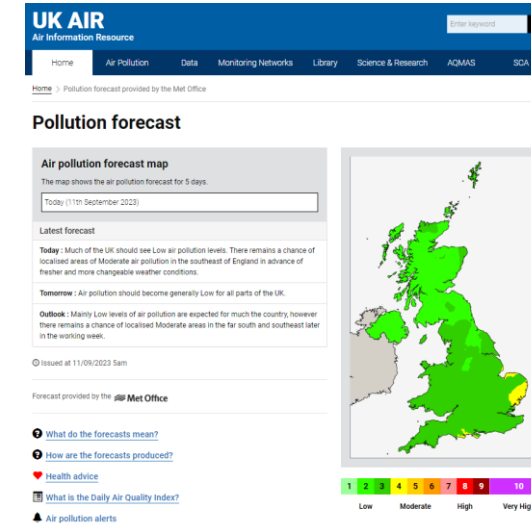 UK AIR
Air Information Resource
Enter keyword
Home Air Pollution Data Monitoring Networks Library Science & Research AQMAS SCA
Home > Pollution forecast provided by the Met Office
Pollution forecast
Air pollution forecast map
The map shows the air pollution forecast for 5 days.
Today (11th September 2023)
Latest forecast
Today : Much of the UK should see Low air pollution levels. There remains a chance of
localised areas of Moderate air pollution in the southeast of England in advance of
fresher and more changeable weather conditions.
Tomorrow : Air pollution should become generally Low for all parts of the UK.
Outlook : Mainly Low levels of air pollution are expected for much the country, however
there remains a chance of localised Moderate areas in the far south and southeast later
in the working week.
Issued at 11/09/2023 5am
Forecast provided by the Met Office
What do the forecasts mean?
How are the forecasts produced?
Health advice
What is the Daily Air Quality Index?
Air pollution alerts
1 2 3 4 5 6 7 8 9 10
Low Moderate High Very Hig